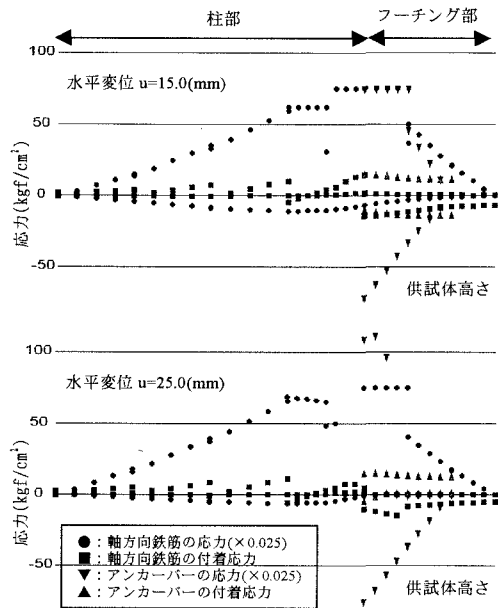 柱部
フーチング部
100
水平変位 u=15.0(mm)
50
0
-50
応力(kgf/cm²)
供試体高さ
100
水平変位 u=25.0(mm)
50
0
-50
応力(kgf/cm²)
●：軸方向鉄筋の応力(×0.025)
■：軸方向鉄筋の付着応力
▼：アンカーバーの応力(×0.025)
▲：アンカーバーの付着応力
供試体高さ